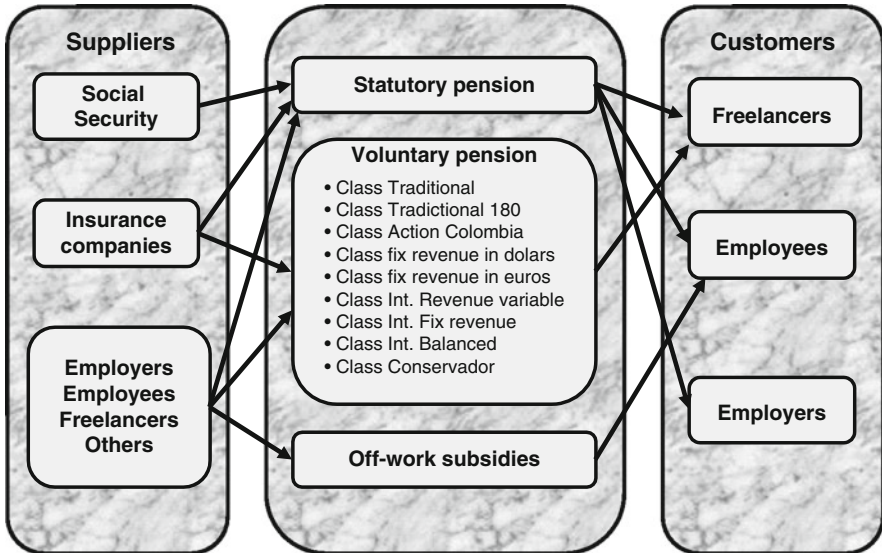 Suppliers
Social
Security
Insurance
companies
Employers
Employees
Freelancers
Others
Statutory pension
Voluntary pension
• Class Traditional
• Class Tradictional 180
• Class Action Colombia
• Class fix revenue in dolars
• Class fix revenue in euros
• Class Int. Revenue variable
• Class Int. Fix revenue
• Class Int. Balanced
• Class Conservador
Off-work subsidies
Customers
Freelancers
Employees
Employers